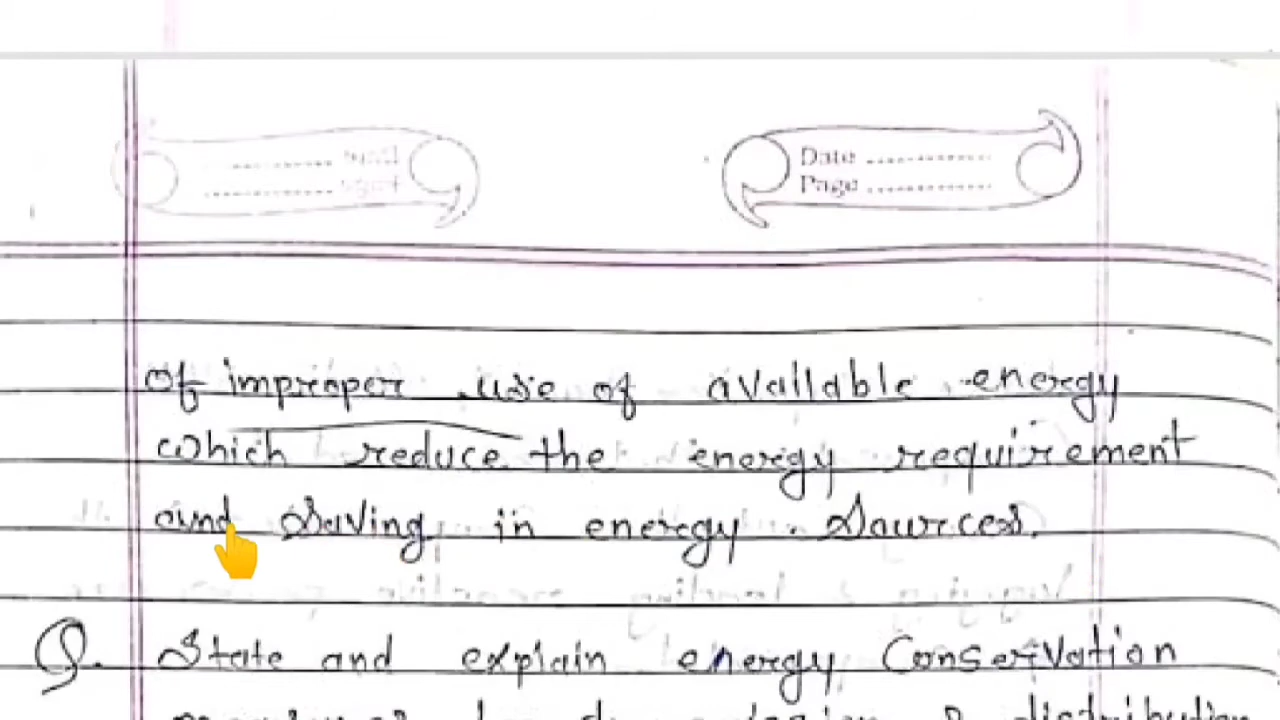 Date
Page
of improper use of available energy
which reduce the energy requirement
and saving in energy sources.
Q. State and explain energy Conservation
distribution